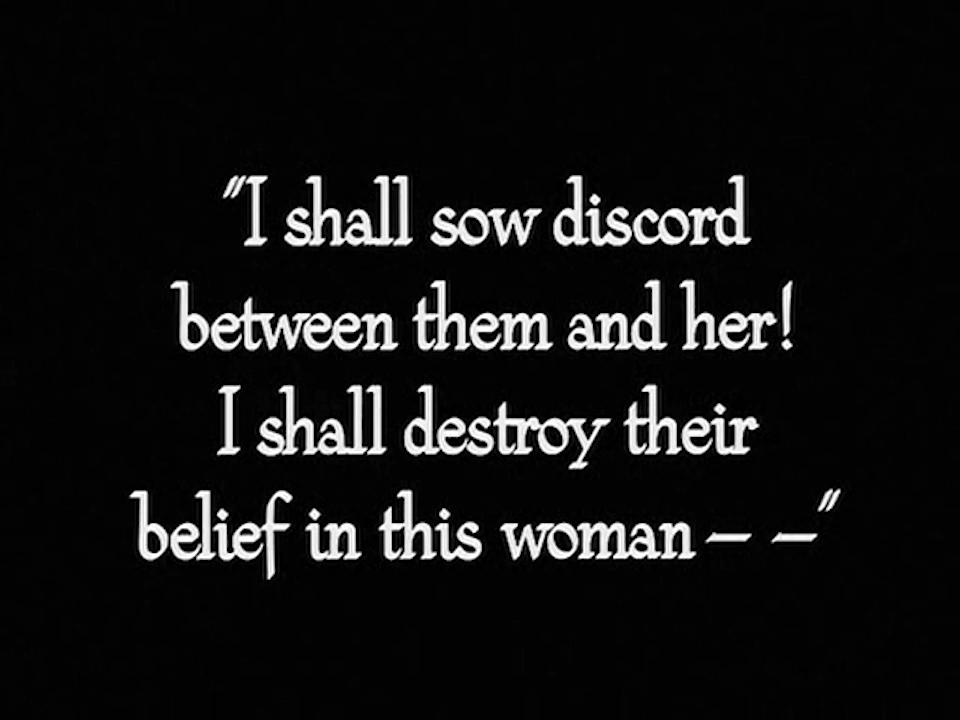 "I shall sow discord
between them and her!
I shall destroy their
belief in this woman — —"